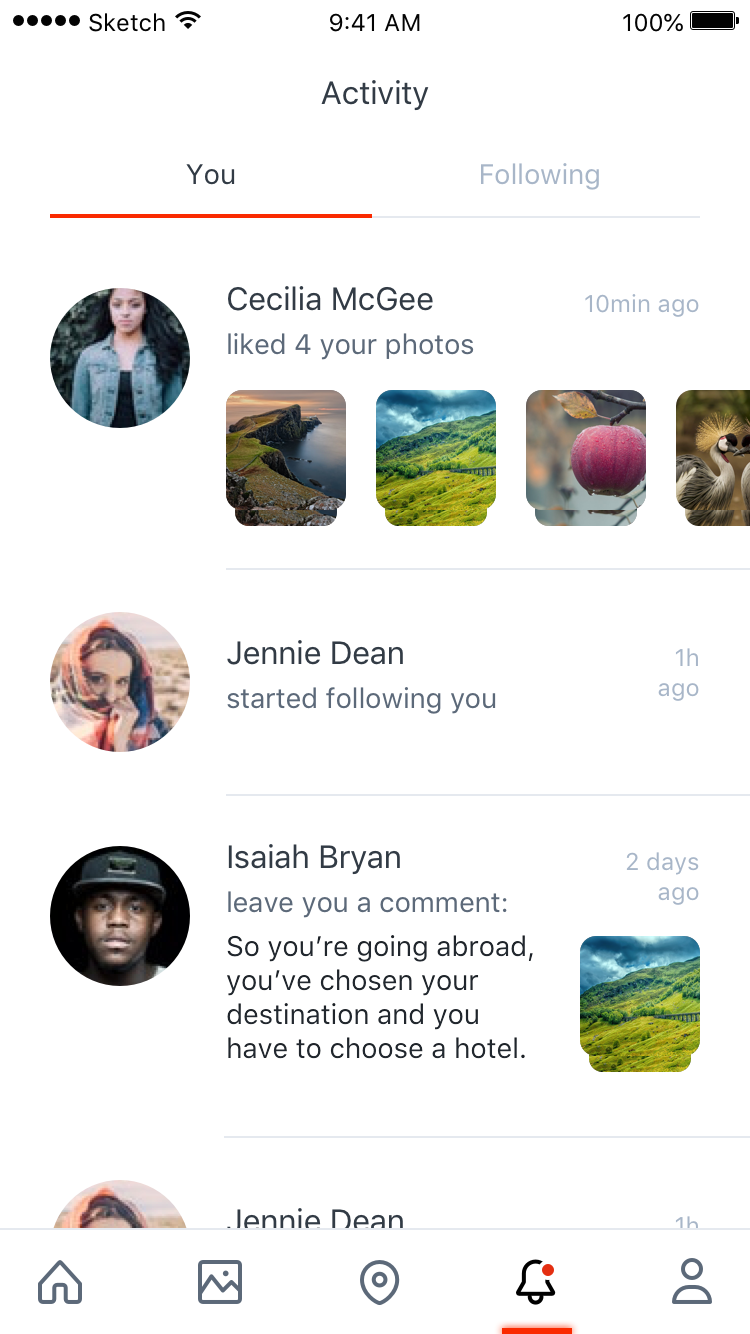 Sketch 9:41 AM 100%
Activity
You Following
Cecilia McGee 10min ago
liked 4 your photos
Jennie Dean 1h
ago
started following you
Isaiah Bryan 2 days
ago
leave you a comment:
So you’re going abroad,
you’ve chosen your
destination and you
have to choose a hotel.
Jennie Dean 1h